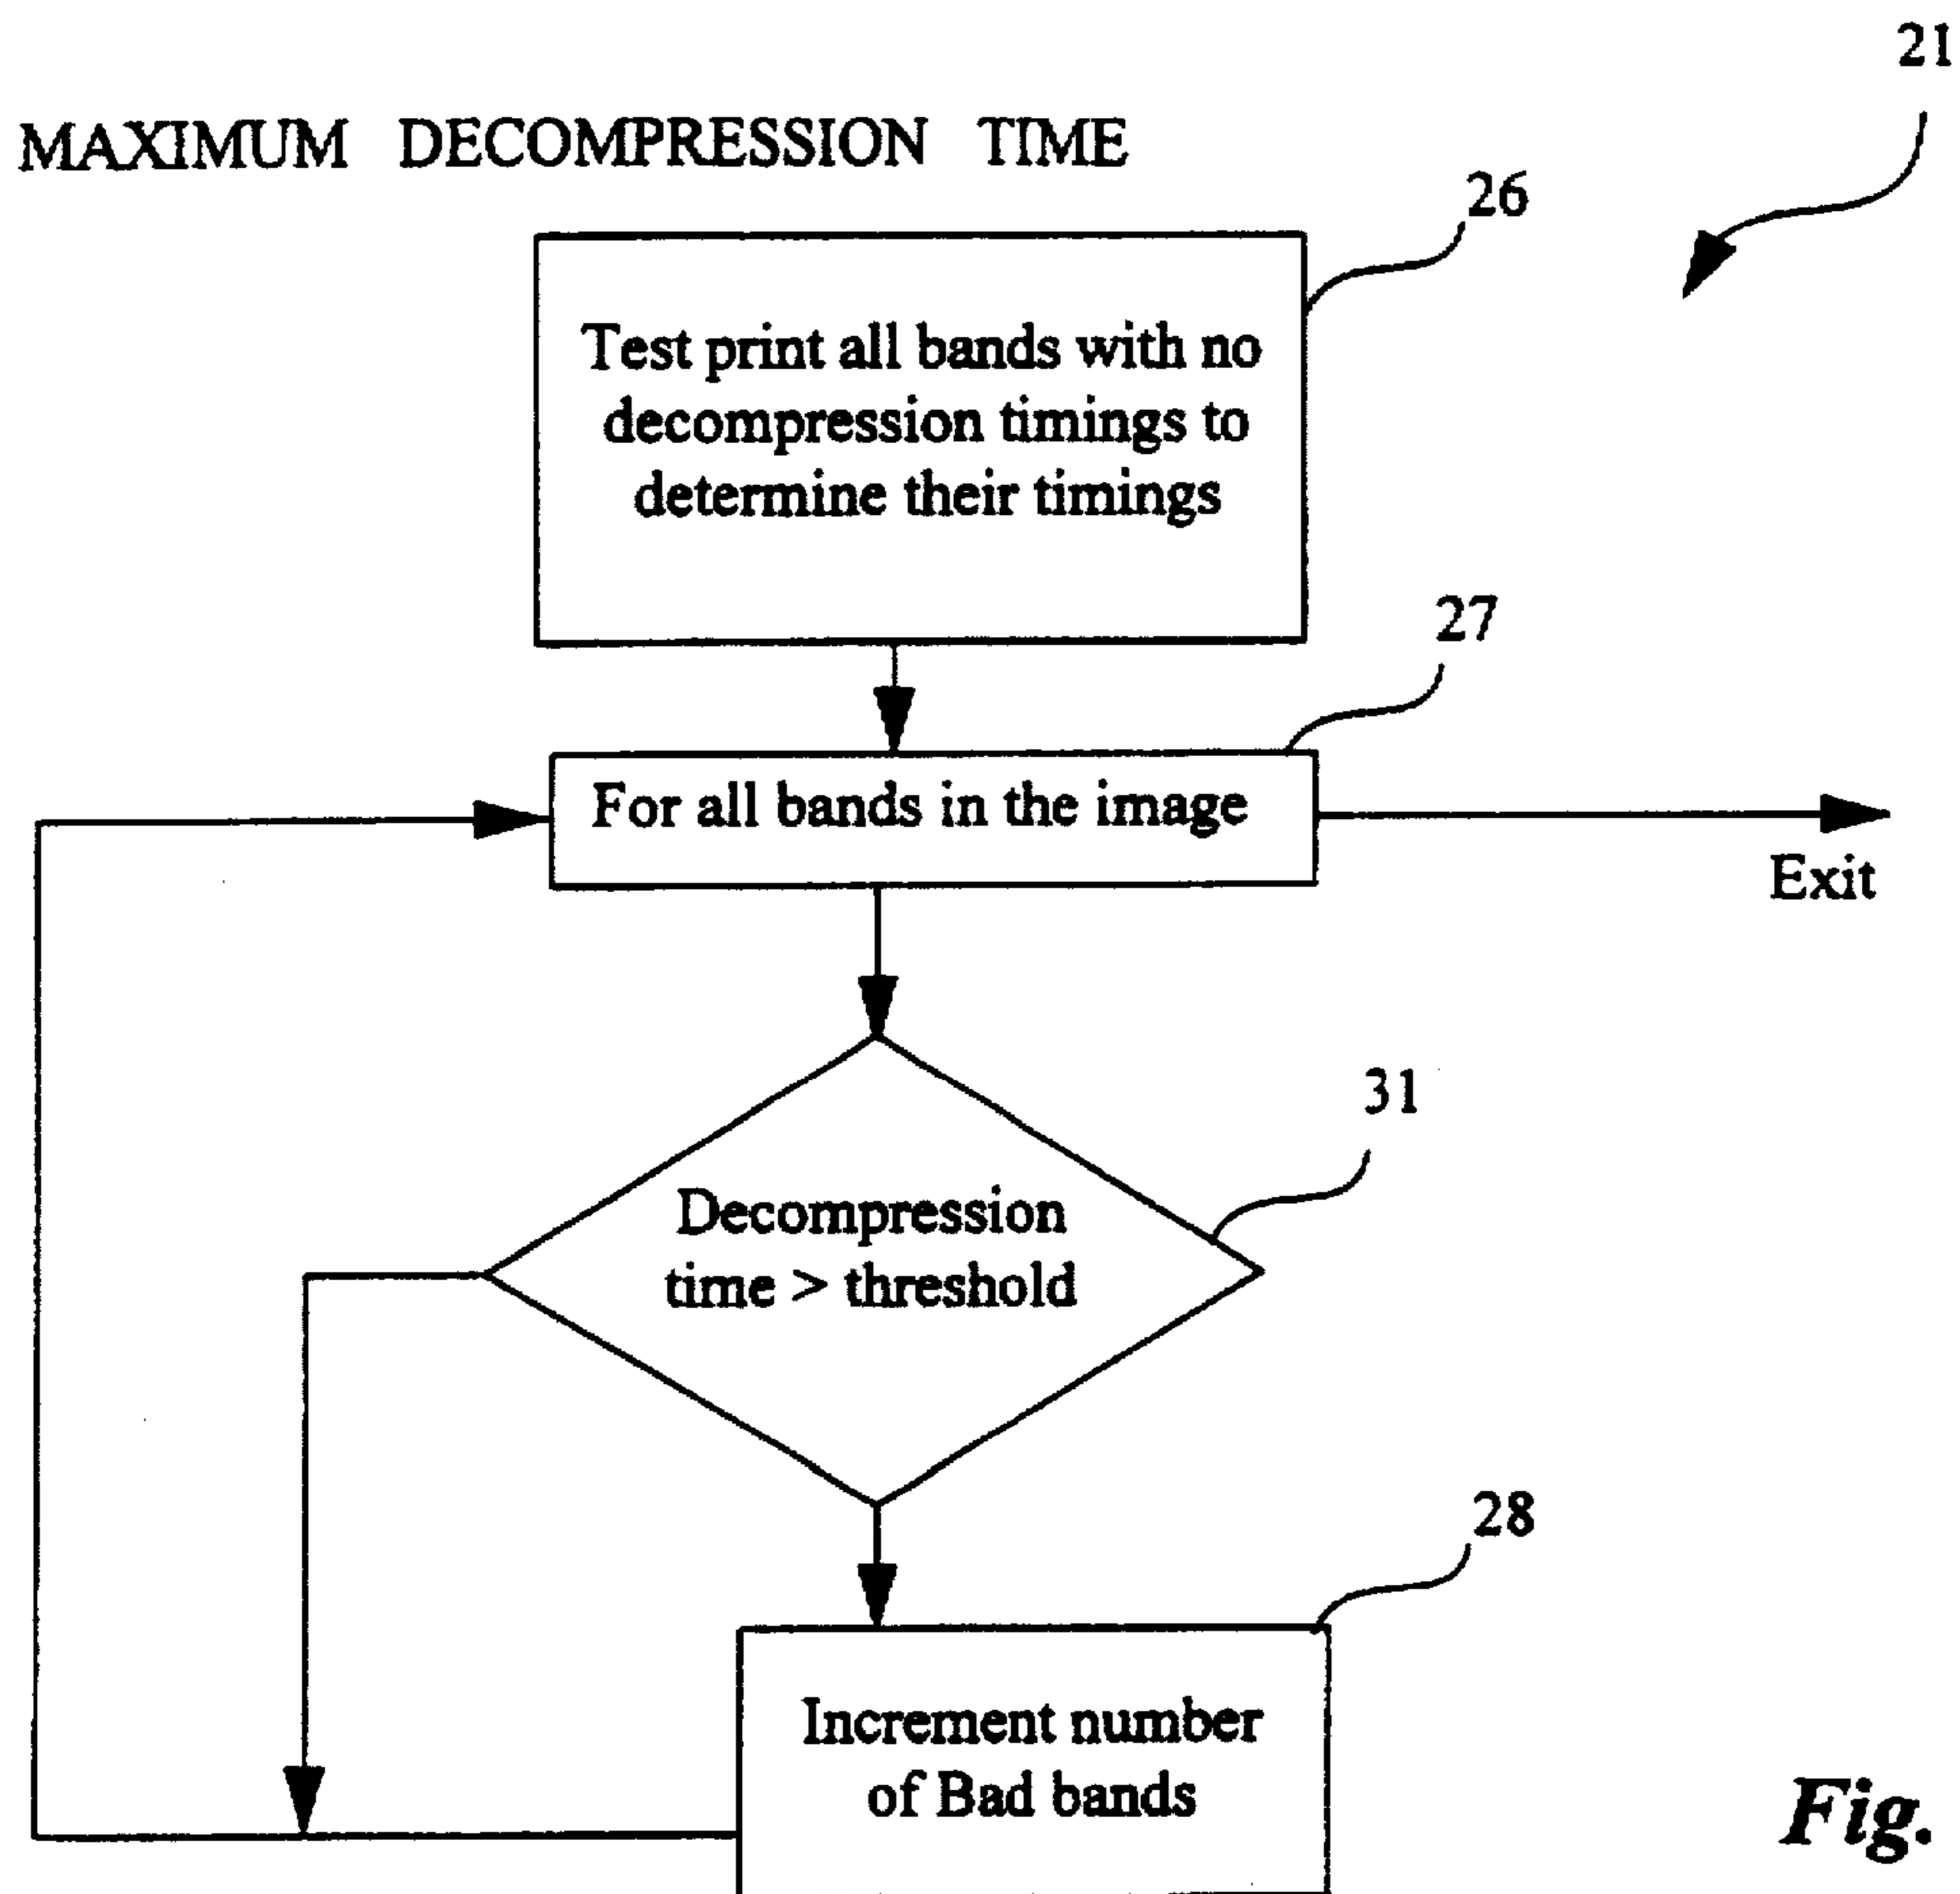 21
MAXIMUM DECOMPRESSION TIME
26
Test print all bands with no
decompression timings to
determine their timings
27
For all bands in the image
Exit
31
Decompression
time > threshold
28
Increment number
of Bad bands
Fig.